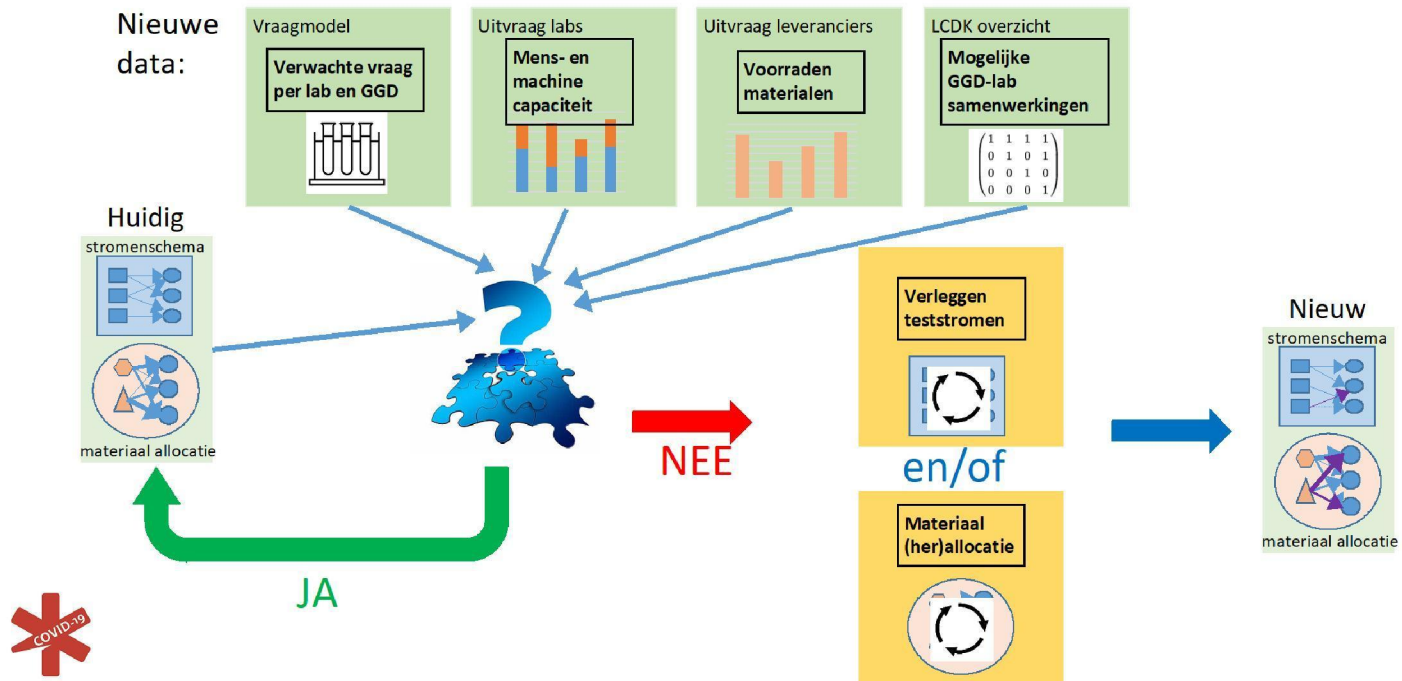 Nieuwe
data:
Vraagmodel
Verwachte vraag
per lab en GGD
Uitvraag labs
Mens- en
machine
capaciteit
Uitvraag leveranciers
Voorraden
materialen
LCDK overzicht
Mogelijke
GGD-lab
samenwerkingen
1 1 1 1
0 1 0 1
0 0 1 0
0 0 0 1
Huidig
stromenschema
materiaal allocatie
?
JA
NEE
Verleggen
teststromen
en/of
Materiaal
(her)allocatie
Nieuw
stromenschema
materiaal allocatie
COVID-19